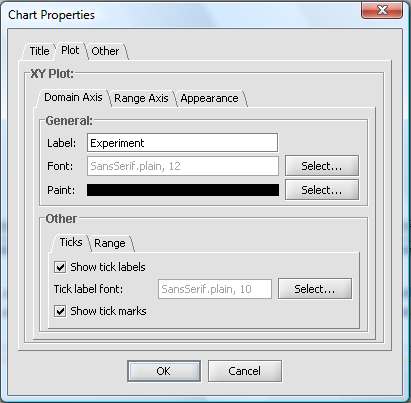 Chart Properties
Title Plot Other
XY Plot:
Domain Axis Range Axis Appearance
General:
Label: Experiment
Font: SansSerif.plain, 12 Select...
Paint: Select...
Other
Ticks Range
Show tick labels
Tick label font: SansSerif.plain, 10 Select...
Show tick marks
OK Cancel